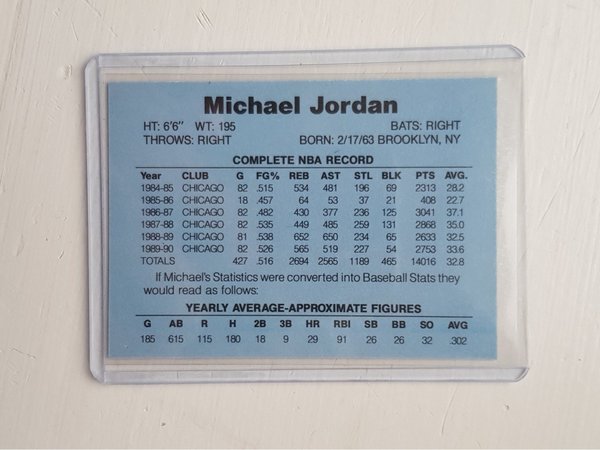 Michael Jordan
HT: 6'6" WT: 195 BATS: RIGHT
THROWS: RIGHT BORN: 2/17/63 BROOKLYN, NY
COMPLETE NBA RECORD
Year CLUB G FG% REB AST STL BLK PTS AVG.
1984-85 CHICAGO 82 .515 534 481 196 69 2313 28.2
1985-86 CHICAGO 18 .457 64 53 37 21 408 22.7
1986-87 CHICAGO 82 .482 430 377 236 125 3041 37.1
1987-88 CHICAGO 82 .535 449 485 259 131 2868 35.0
1988-89 CHICAGO 81 .538 652 650 234 65 2633 32.5
1989-90 CHICAGO 82 .526 565 519 227 54 2753 33.6
TOTALS 427 .516 2694 2565 1189 465 14016 32.8
If Michael's Statistics were converted into Baseball Stats they
would read as follows:
YEARLY AVERAGE-APPROXIMATE FIGURES
G AB R H 2B 3B HR RBI SB BB SO AVG
185 615 115 180 18 9 29 91 26 26 32 .302